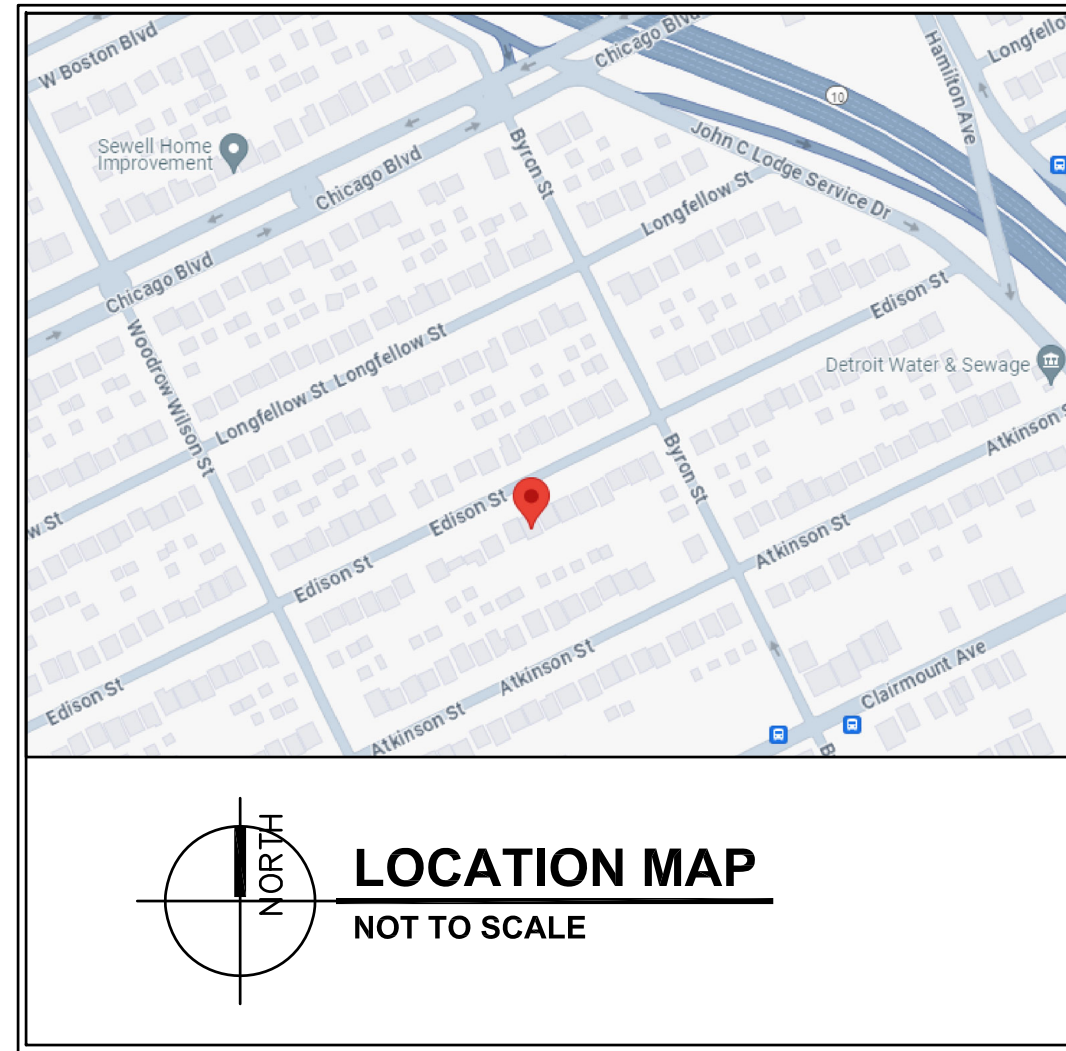 W Boston Blvd
Chicago Blvd
Hamilton Ave
Longfello
10
Sewell Home
Improvement
Byron St
John C Lodge Service Dr
Chicago Blvd
Longfellow St
Chicago Blvd
Edison St
Woodrow Wilson St
Longfellow St
Longfellow St
Detroit Water & Sewage
Atkinson S
Byron St
Edison St
w St
Atkinson St
Edison St
Atkinson St
Clairmount Ave
Edison St
Atkinson St
B
NORTH
LOCATION MAP
NOT TO SCALE